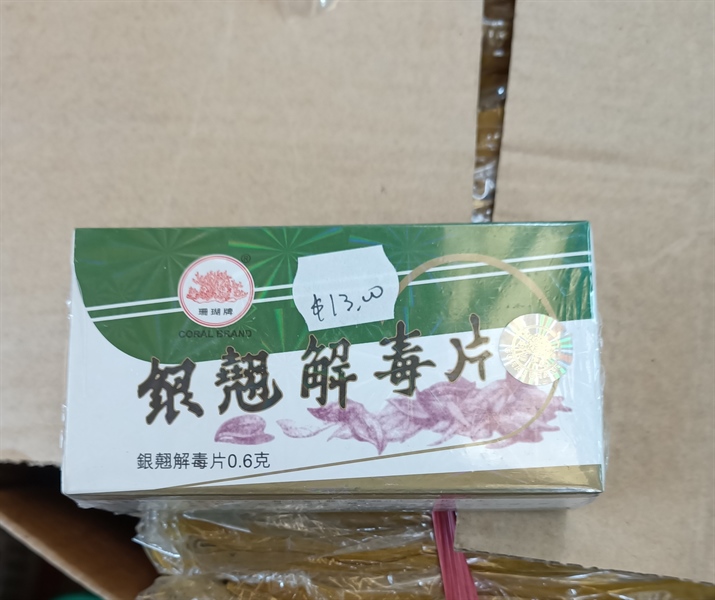 ®
珊瑚牌
CORAL BRAND
¢13.00
銀翹解毒片
銀翹解毒片0.6克